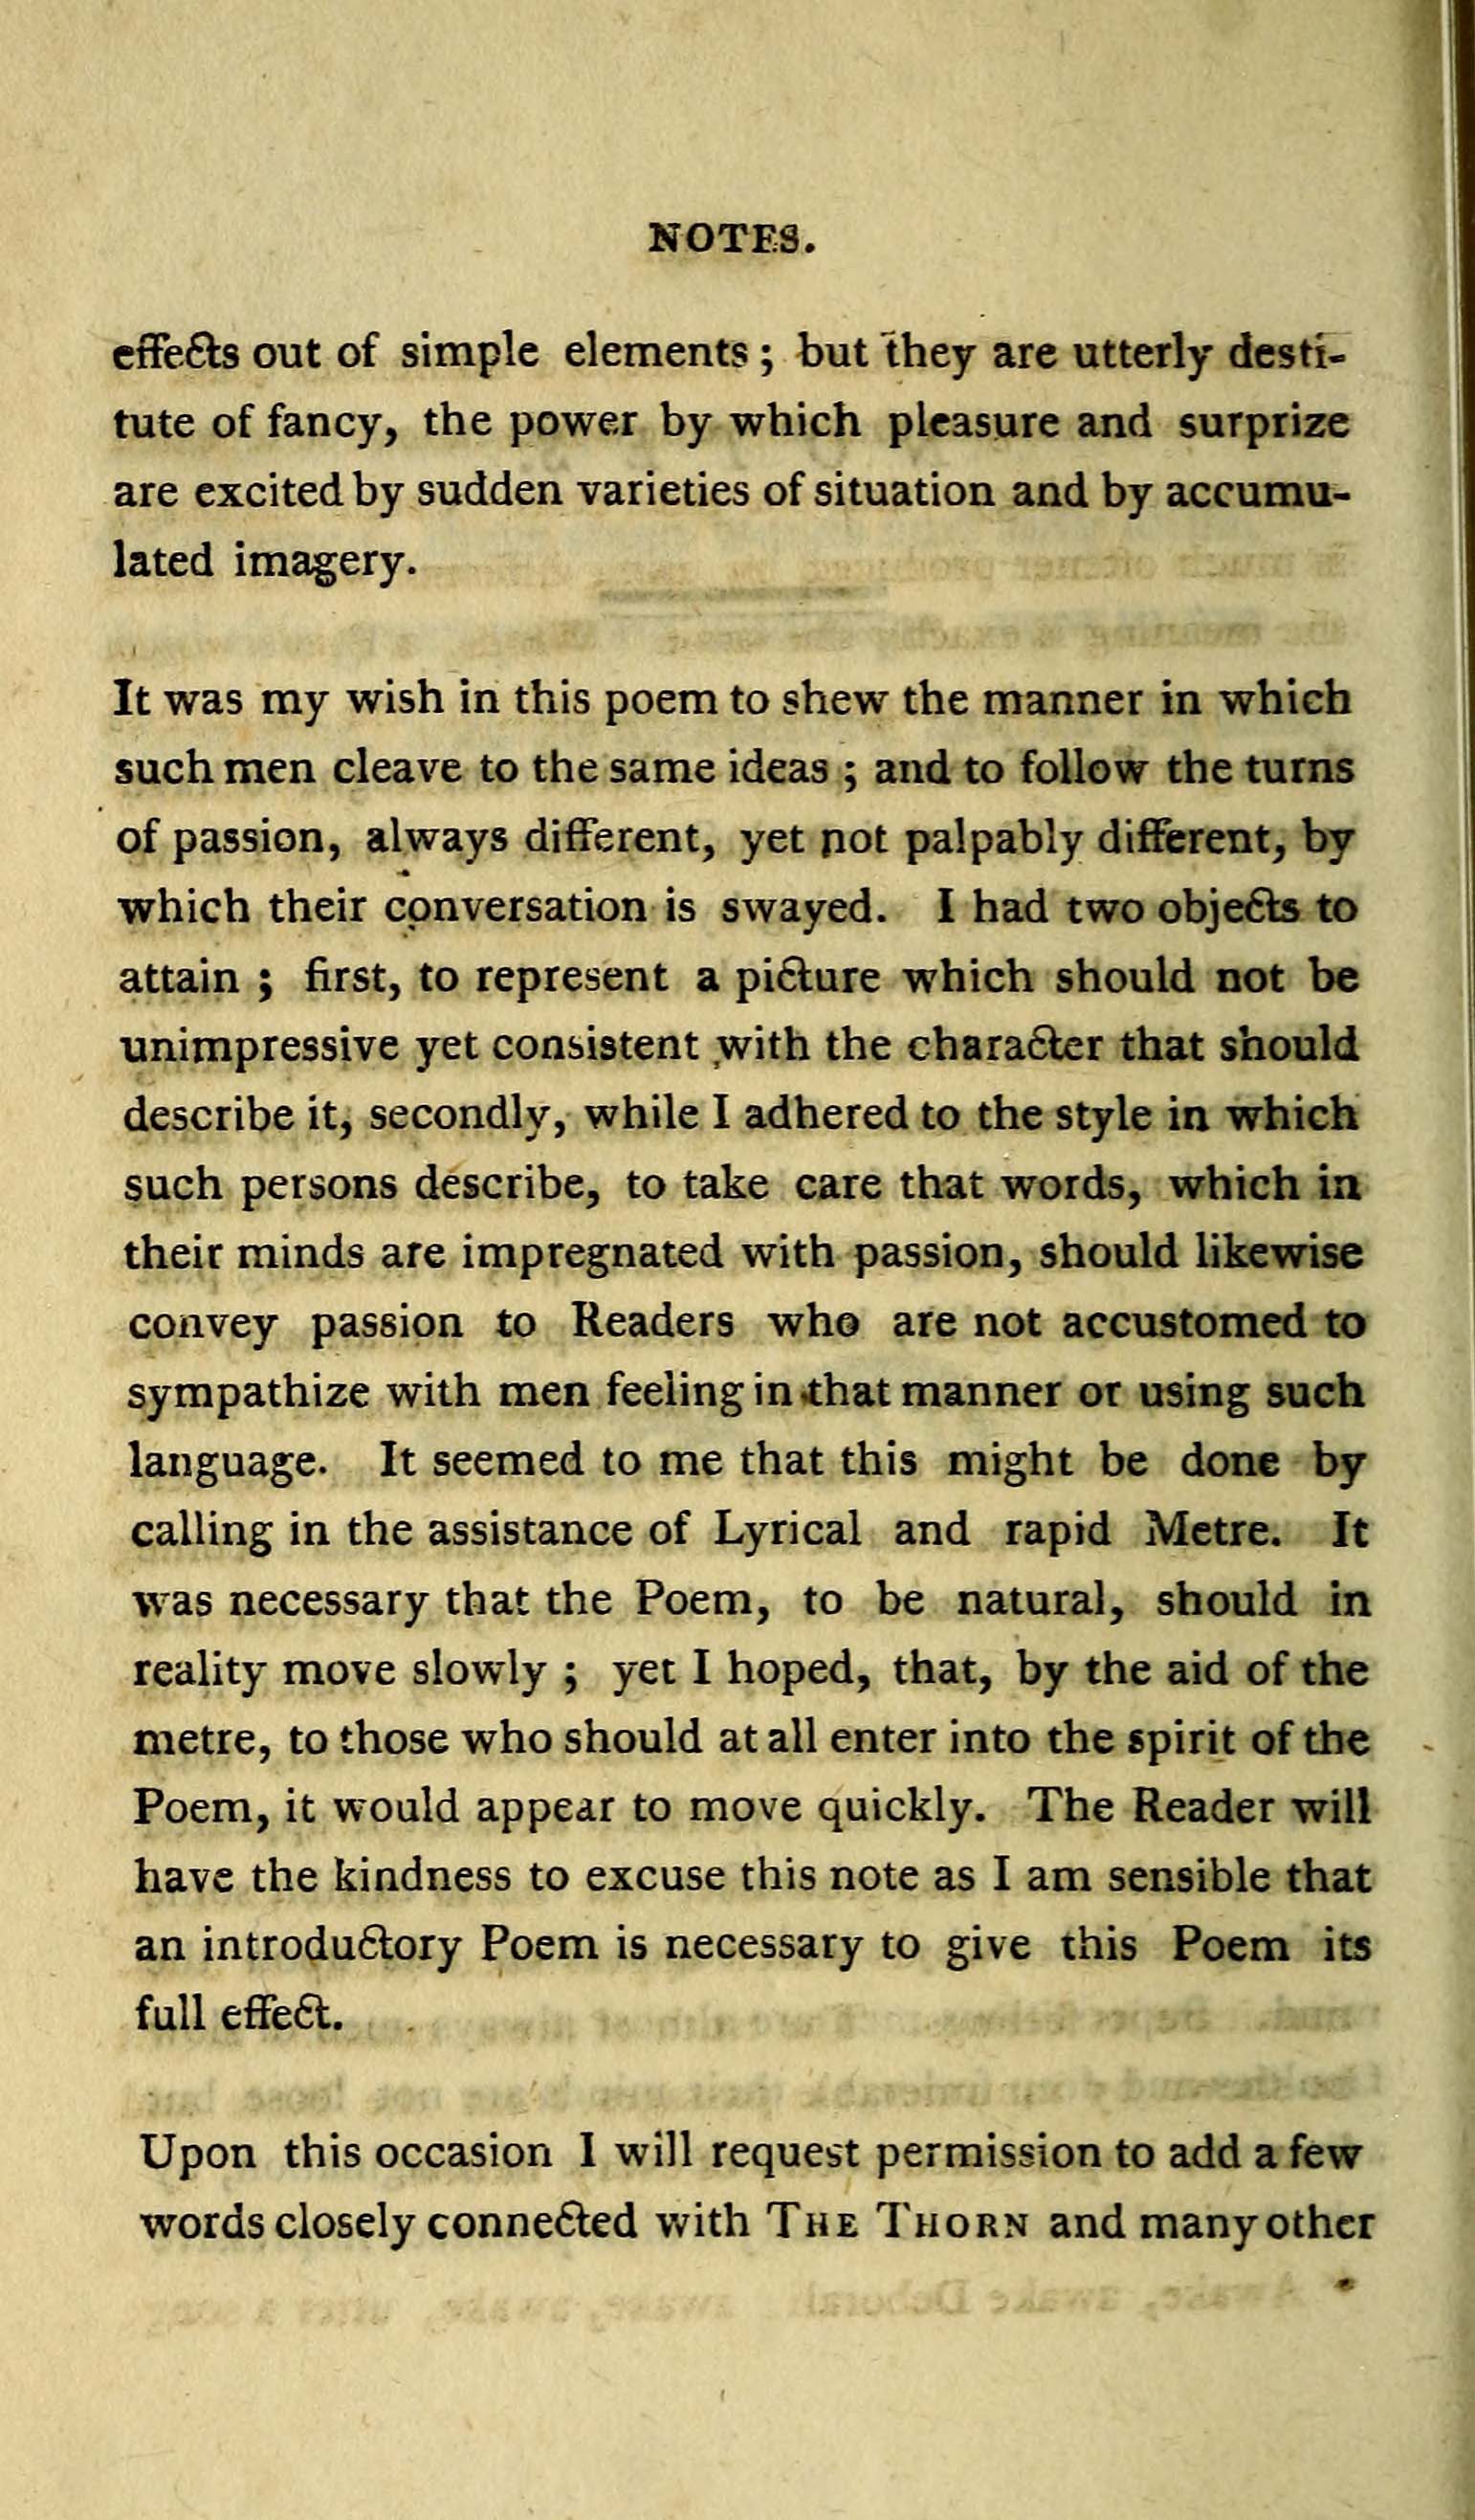 NOTES.
effects out of simple elements; but they are utterly desti-
tute of fancy, the power by which pleasure and surprize
are excited by sudden varieties of situation and by accumu-
lated imagery.
It was my wish in this poem to shew the manner in which
such men cleave to the same ideas; and to follow the turns
of passion, always different, yet not palpably different, by
which their conversation is swayed. I had two objects to
attain; first, to represent a picture which should not be
unimpressive yet consistent with the character that should
describe it, secondly, while I adhered to the style in which
such persons describe, to take care that words, which in
their minds are impregnated with passion, should likewise
convey passion to Readers who are not accustomed to
sympathize with men feeling in that manner or using such
language. It seemed to me that this might be done by
calling in the assistance of Lyrical and rapid Metre. It
was necessary that the Poem, to be natural, should in
reality move slowly; yet I hoped, that, by the aid of the
metre, to those who should at all enter into the spirit of the
Poem, it would appear to move quickly. The Reader will
have the kindness to excuse this note as I am sensible that
an introductory Poem is necessary to give this Poem its
full effect.
Upon this occasion I will request permission to add a few
words closely connected with THE THORN and many other